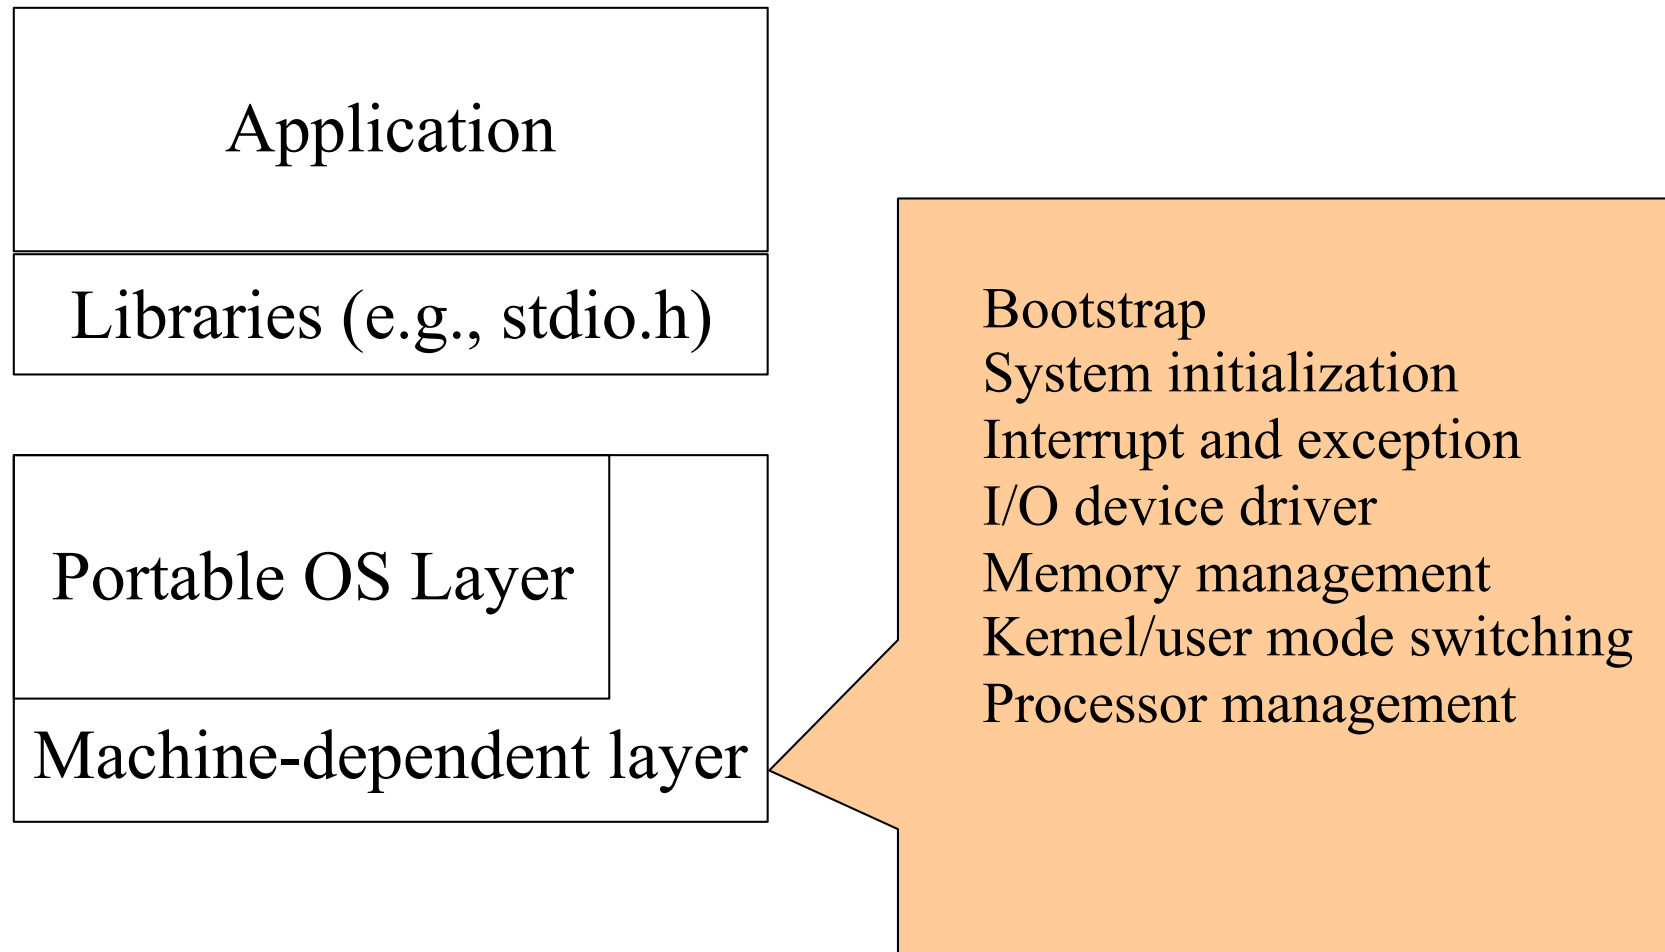 Application
Libraries (e.g., stdio.h)
Portable OS Layer
Machine-dependent layer
Bootstrap
System initialization
Interrupt and exception
I/O device driver
Memory management
Kernel/user mode switching
Processor management